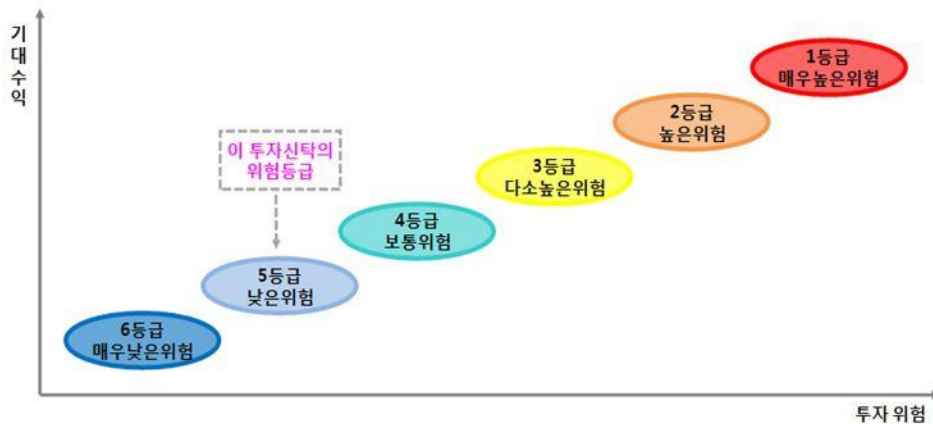 기대수익
1등급
매우높은위험
2등급
높은위험
이 투자신탁의
위험등급
3등급
다소높은위험
4등급
보통위험
5등급
낮은위험
6등급
매우낮은위험
투자 위험